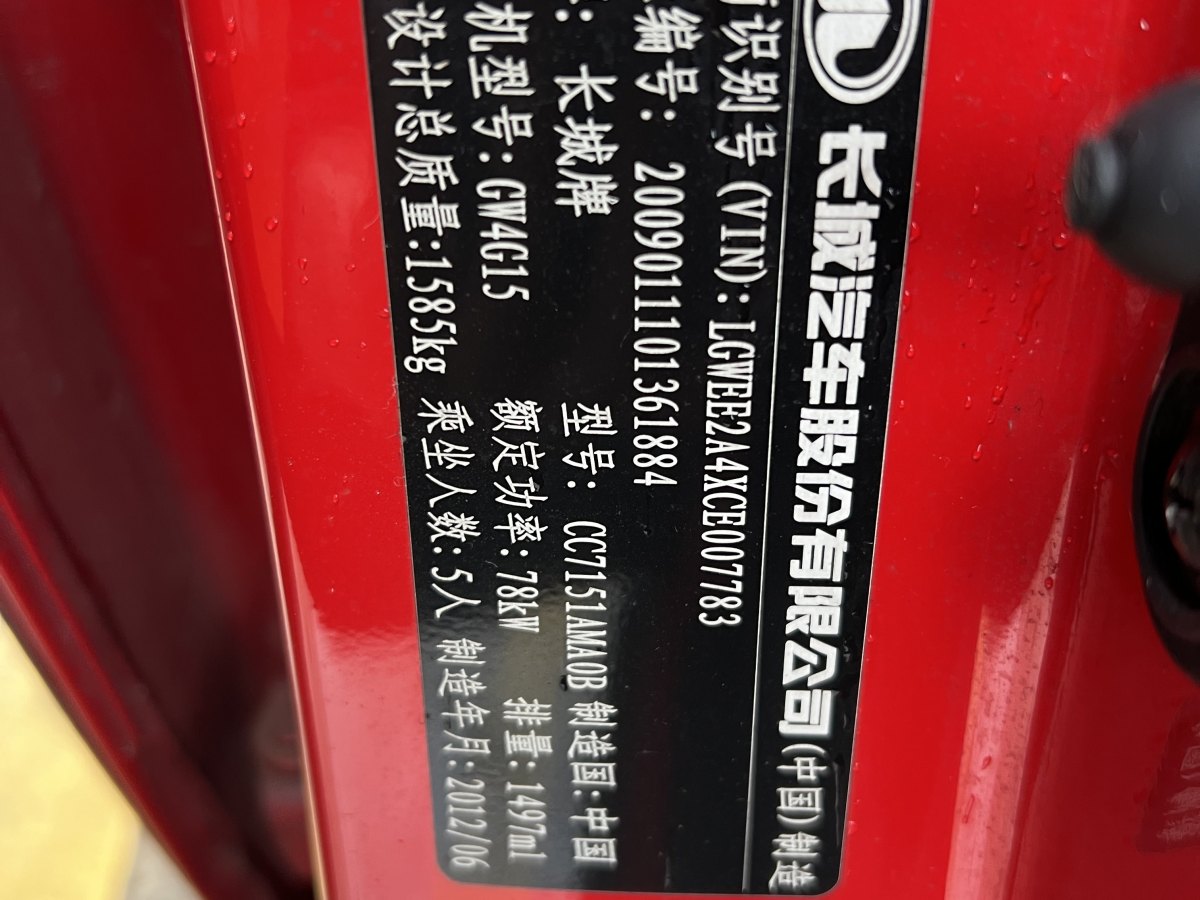 长城汽车股份有限公司(中国)制造
识别号(VIN):LGWEE2A4XCE007783
编号: 2009011101361884
: 长城牌 型号: CC7151AMA0B 制造国:中国
机型号:GW4G15 额定功率:78kW 排量:1497ml
设计总质量:1585kg 乘坐人数:5人 制造年月:2012/06